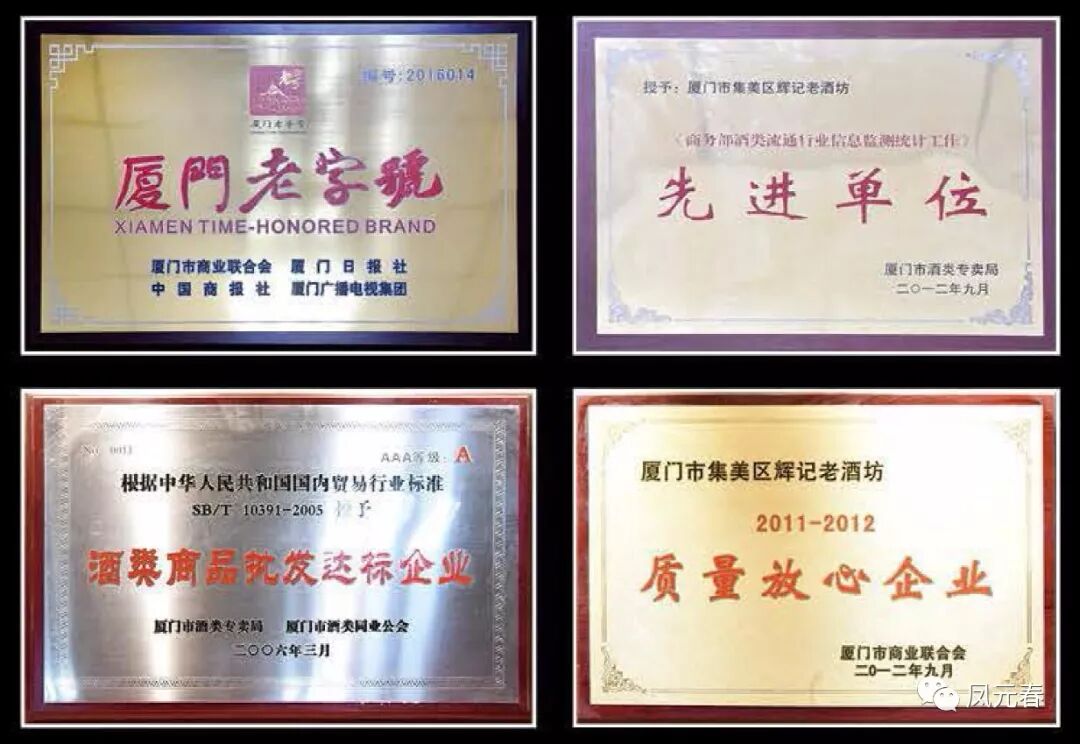 编号:2016014
厦门老字号
厦門老字號
XIAMEN TIME-HONORED BRAND
厦门市商业联合会 厦门日报社
中国商报社 厦门广播电视集团
授予：厦门市集美区辉记老酒坊
《商务部酒类流通行业信息监测统计工作》
先进单位
厦门市酒类专卖局
二〇一二年九月
No 0011
AAA等级：A
根据中华人民共和国国内贸易行业标准
SB/T 10391-2005 授予
酒类商品批发达标企业
厦门市酒类专卖局 厦门市酒类同业公会
二〇〇六年三月
厦门市集美区辉记老酒坊
2011-2012
质量放心企业
厦门市商业联合会
二〇一二年九月
凤元春